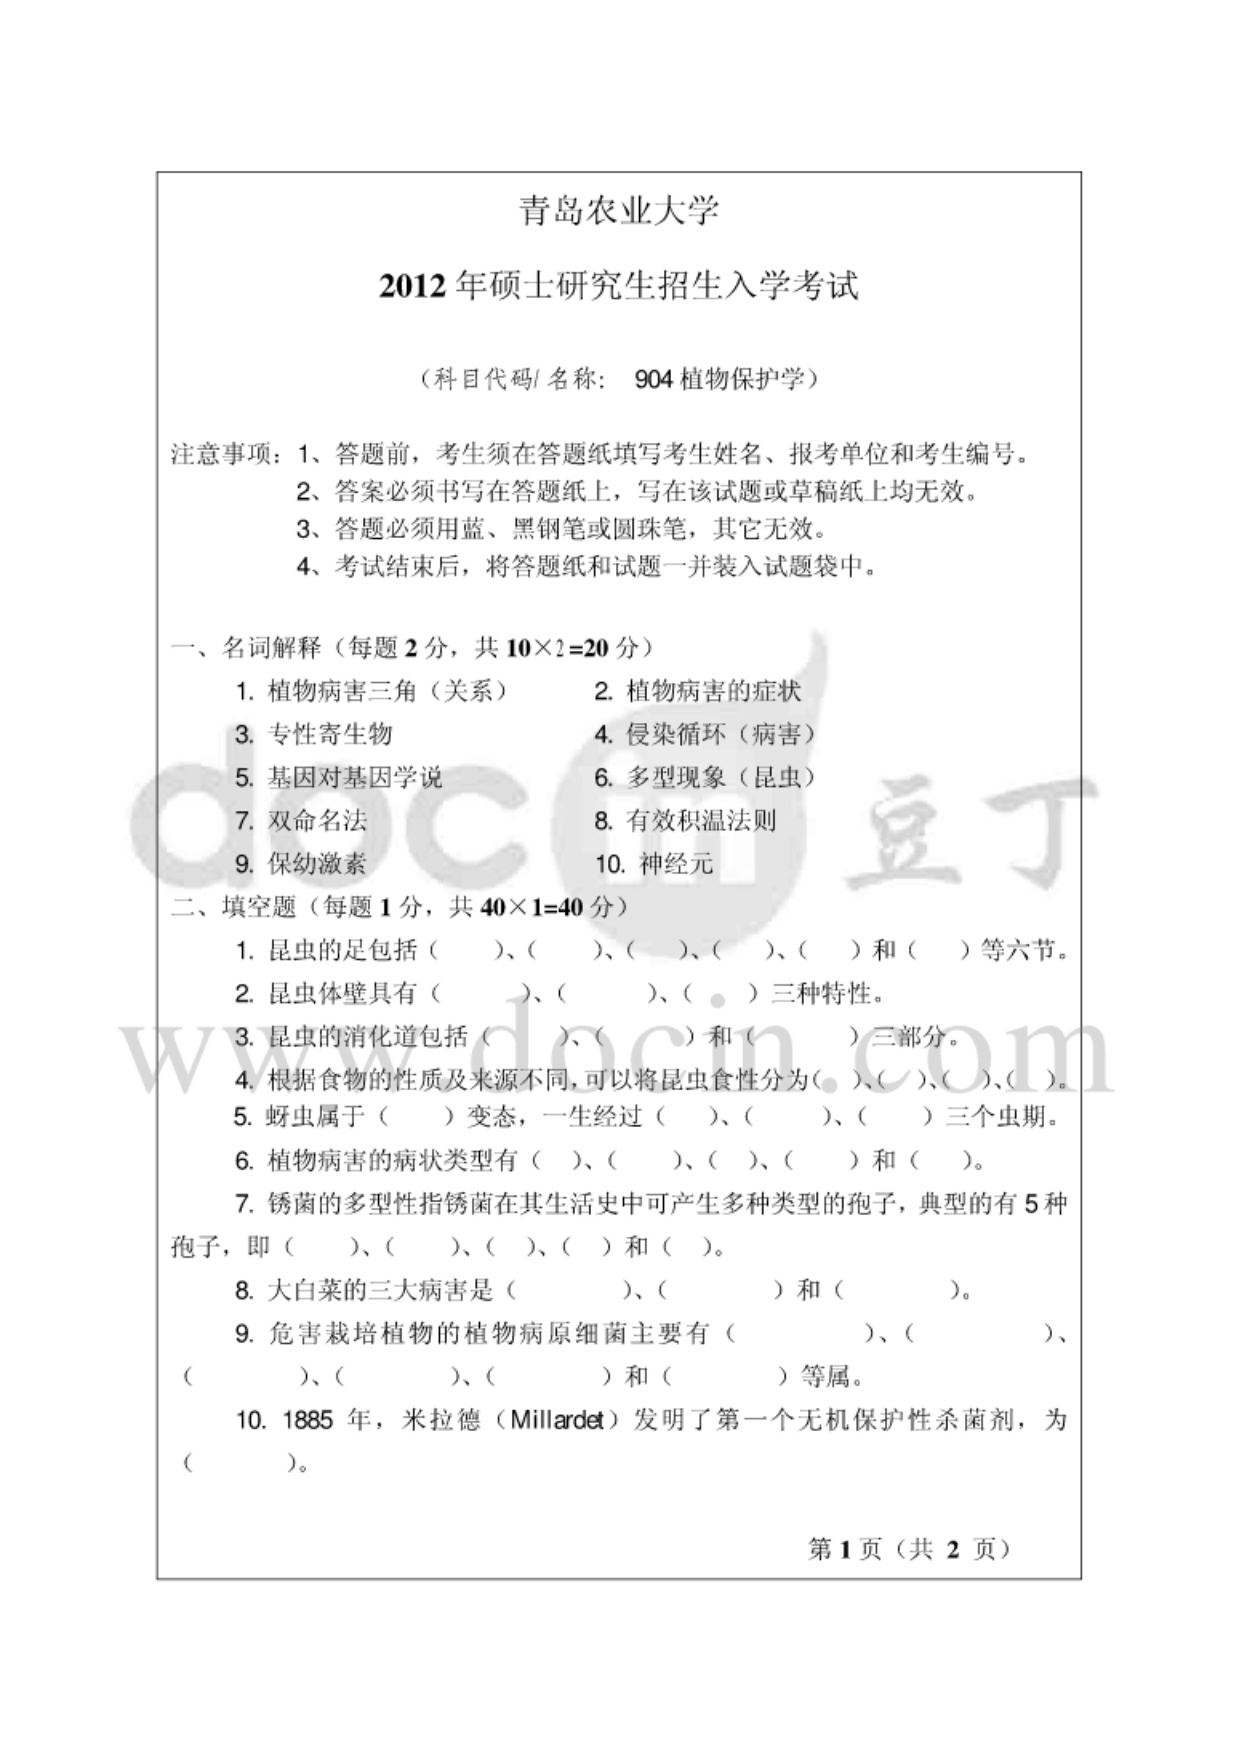 青岛农业大学
2012 年硕士研究生招生入学考试
（科目代码/ 名称： 904 植物保护学）
注意事项：1、答题前，考生须在答题纸填写考生姓名、报考单位和考生编号。
2、答案必须书写在答题纸上，写在该试题或草稿纸上均无效。
3、答题必须用蓝、黑钢笔或圆珠笔，其它无效。
4、考试结束后，将答题纸和试题一并装入试题袋中。
一、名词解释（每题 2 分，共 10×2=20 分）
1. 植物病害三角（关系） 2. 植物病害的症状
3. 专性寄生物 4. 侵染循环（病害）
5. 基因对基因学说 6. 多型现象（昆虫）
7. 双命名法 8. 有效积温法则
9. 保幼激素 10. 神经元
docin 豆丁
二、填空题（每题 1 分，共 40×1=40 分）
1. 昆虫的足包括（ ）、（ ）、（ ）、（ ）、（ ）和（ ）等六节。
2. 昆虫体壁具有（ ）、（ ）、（ ）三种特性。
3. 昆虫的消化道包括（ ）、（ ）和（ ）三部分。
www.docin.com
4. 根据食物的性质及来源不同，可以将昆虫食性分为（ ）、（ ）、（ ）、（ ）。
5. 蚜虫属于（ ）变态，一生经过（ ）、（ ）、（ ）三个虫期。
6. 植物病害的病状类型有（ ）、（ ）、（ ）、（ ）和（ ）。
7. 锈菌的多型性指锈菌在其生活史中可产生多种类型的孢子，典型的有 5 种
孢子，即（ ）、（ ）、（ ）、（ ）和（ ）。
8. 大白菜的三大病害是（ ）、（ ）和（ ）。
9. 危害栽培植物的植物病原细菌主要有（ ）、（ ）、
（ ）、（ ）、（ ）和（ ）等属。
10. 1885 年，米拉德（Millardet）发明了第一个无机保护性杀菌剂，为
（ ）。
第 1 页（共 2 页）